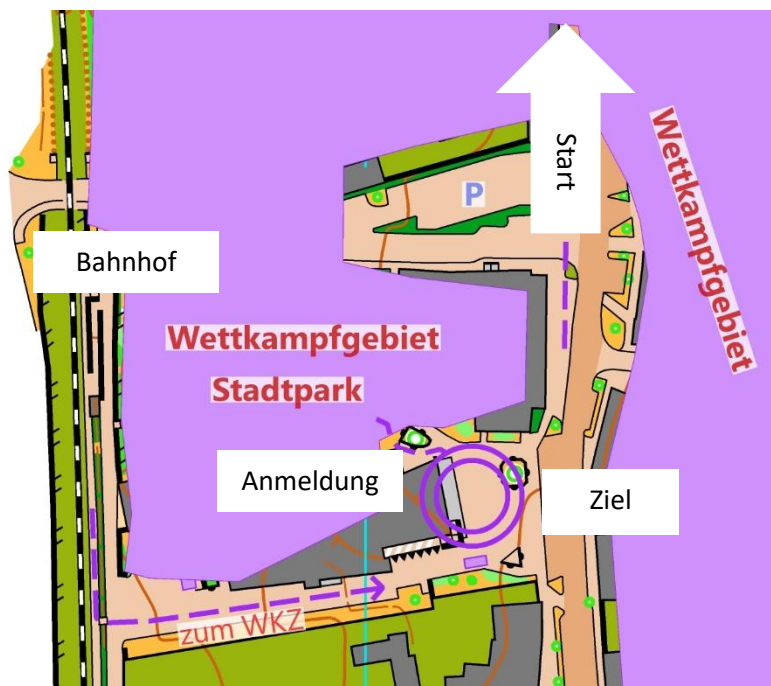 Start
Wettkampfgebiet
P
Bahnhof
Wettkampfgebiet
Stadtpark
Anmeldung
Ziel
zum WKZ